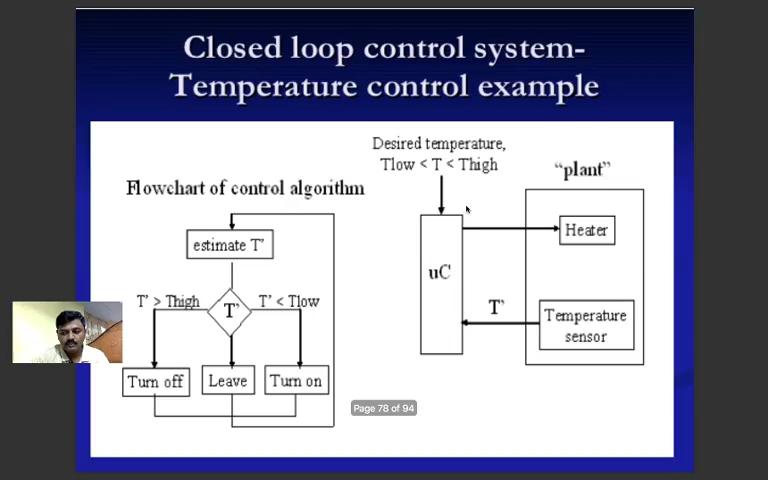 Closed loop control system-
Temperature control example
Flowchart of control algorithm
estimate T’
T’ > Thigh
T’
T’ < Tlow
Turn off
Leave
Turn on
Desired temperature,
Tlow < T < Thigh
“plant”
uC
Heater
T’
Temperature
sensor
Page 78 of 94